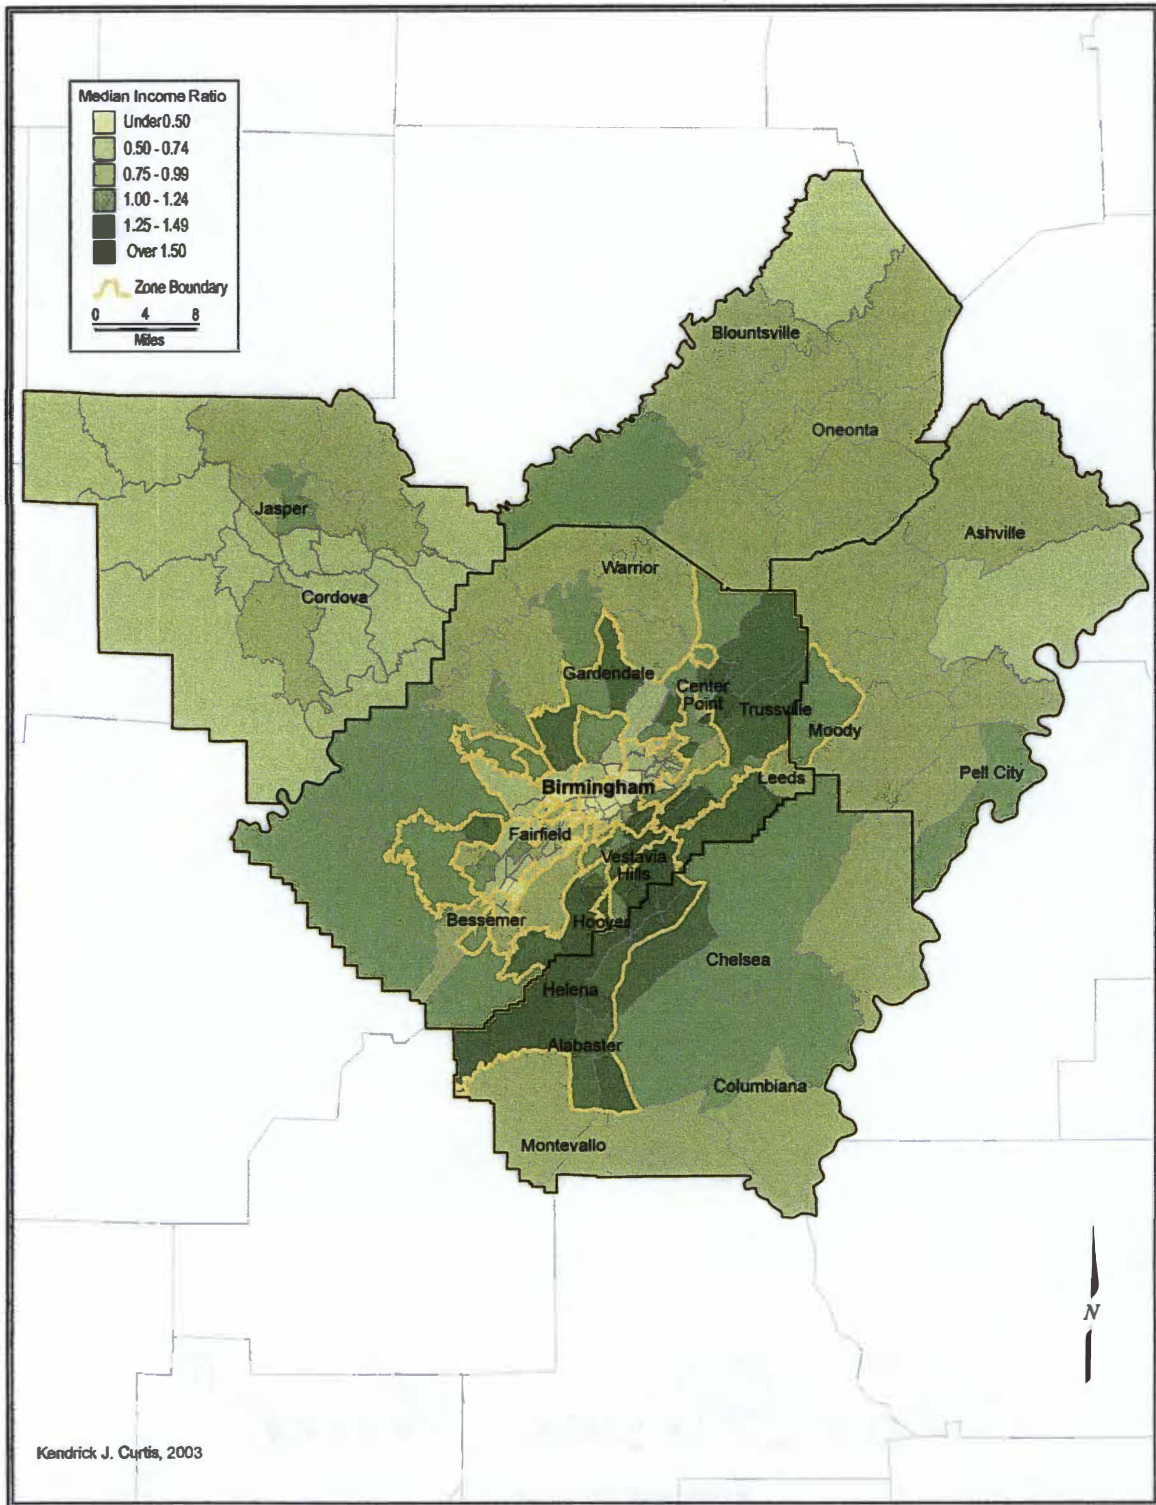 Median Income Ratio
Under0.50
0.50 - 0.74
0.75 - 0.99
1.00 - 1.24
1.25 - 1.49
Over 1.50
Zone Boundary
0 4 8
Miles
Blountsville
Oneonta
Jasper
Ashville
Warrior
Cordova
Gardendale
Center
Point
Trussville
Moody
Pell City
Leeds
Birmingham
Fairfield
Vestavia
Hills
Bessemer
Hoover
Chelsea
Helena
Alabaster
Columbiana
Montevallo
N
Kendrick J. Curtis, 2003